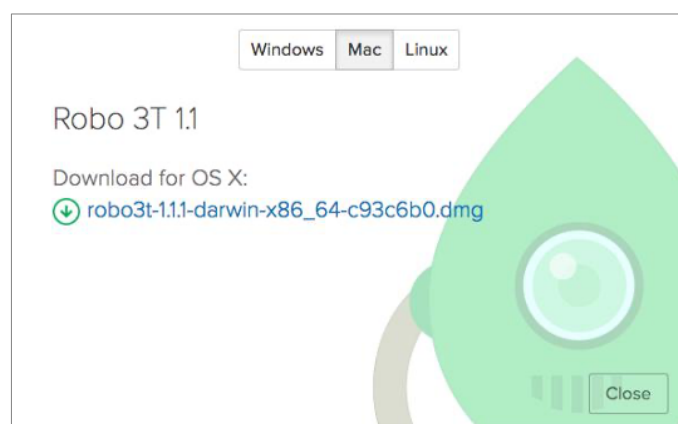 Windows Mac Linux
Robo 3T 1.1
Download for OS X:
robo3t-1.1.1-darwin-x86_64-c93c6b0.dmg
Close